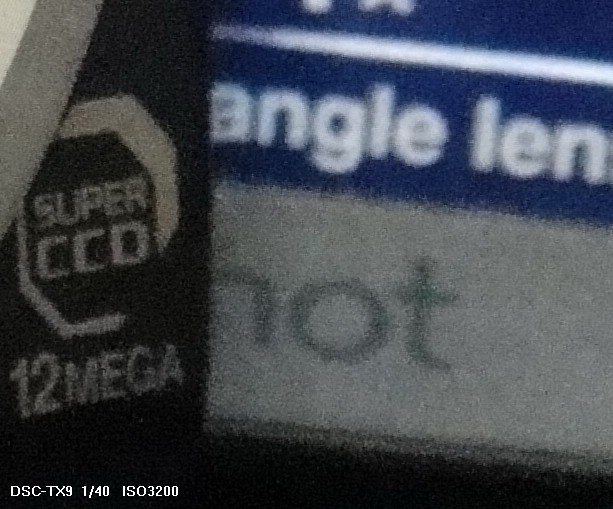 angle len
SUPER
CCD
not
12MEGA
DSC-TX9 1/40 ISO3200